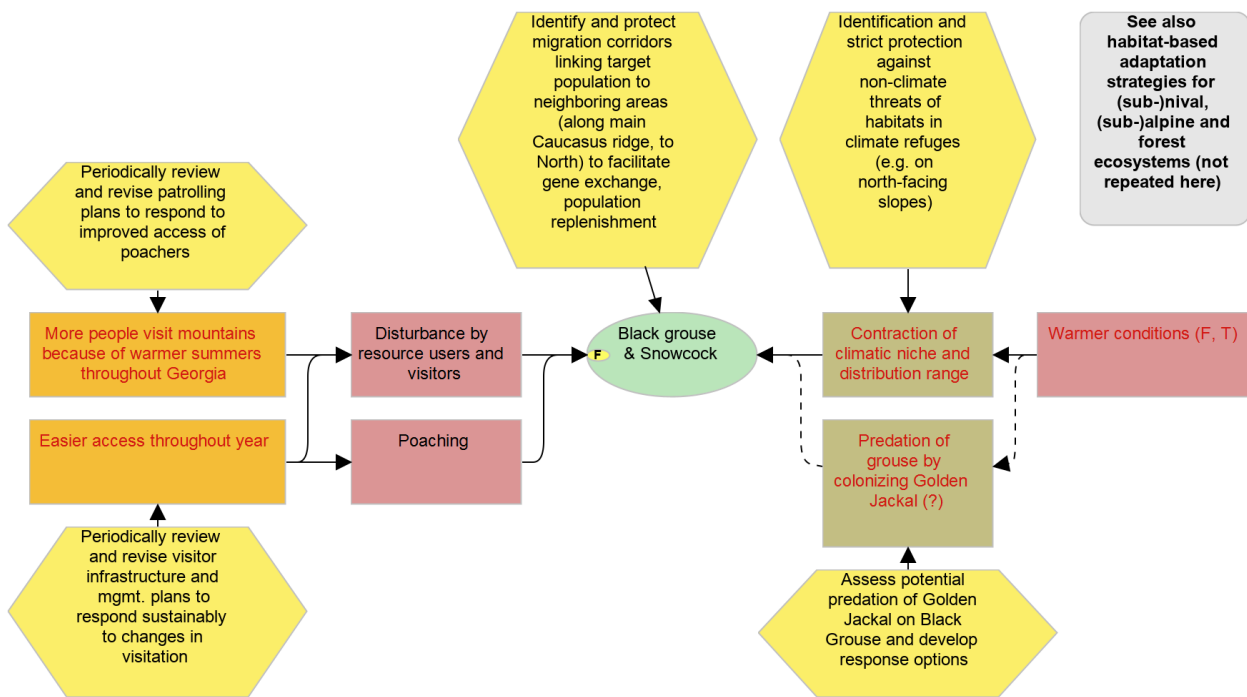 Identify and protect
migration corridors
linking target
population to
neighboring areas
(along main
Caucasus ridge, to
North) to facilitate
gene exchange,
population
replenishment
Identification and
strict protection
against
non-climate
threats of
habitats in
climate refuges
(e.g. on
north-facing
slopes)
See also
habitat-based
adaptation
strategies for
(sub-)nival,
(sub-)alpine and
forest
ecosystems (not
repeated here)
Periodically review
and revise patrolling
plans to respond to
improved access of
poachers
More people visit mountains
because of warmer summers
throughout Georgia
Disturbance by
resource users and
visitors
F
Black grouse
& Snowcock
Contraction of
climatic niche and
distribution range
Warmer conditions (F, T)
Easier access throughout year
Poaching
Predation of
grouse by
colonizing Golden
Jackal (?)
Periodically review
and revise visitor
infrastructure and
mgmt. plans to
respond sustainably
to changes in
visitation
Assess potential
predation of Golden
Jackal on Black
Grouse and develop
response options